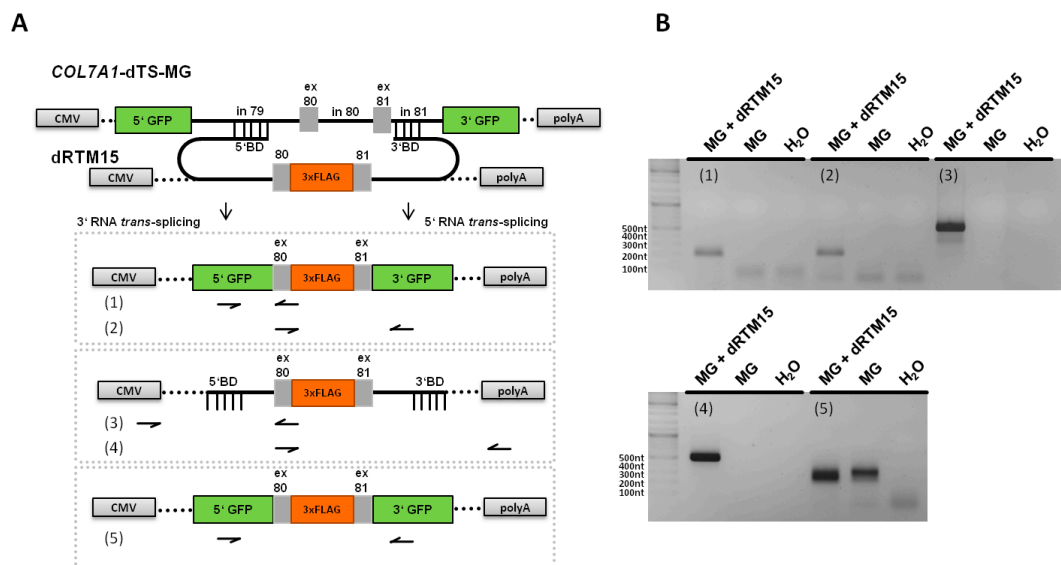 A
COL7A1-dTS-MG
ex
80
ex
81
in 79
in 80
in 81
CMV
5‘ GFP
3‘ GFP
polyA
5‘BD
3‘BD
dRTM15
80
81
CMV
3xFLAG
polyA
3‘ RNA trans-splicing
5‘ RNA trans-splicing
ex
80
ex
81
CMV
5‘ GFP
3xFLAG
3‘ GFP
polyA
(1)
(2)
ex
80
ex
81
5‘BD
3‘BD
CMV
3xFLAG
polyA
(3)
(4)
ex
80
ex
81
CMV
5‘ GFP
3xFLAG
3‘ GFP
polyA
(5)
B
MG + dRTM15
MG
H2O
MG + dRTM15
MG
H2O
MG + dRTM15
MG
H2O
(1)
(2)
(3)
500nt
400nt
300nt
200nt
100nt
MG + dRTM15
MG
H2O
MG + dRTM15
MG
H2O
(4)
(5)
500nt
400nt
300nt
200nt
100nt